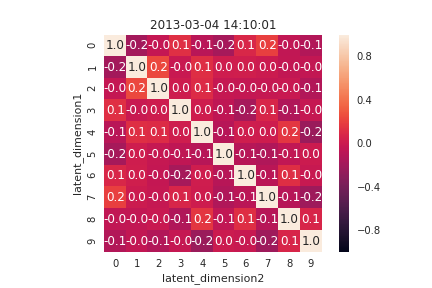 2013-03-04 14:10:01
latent_dimension1
0 1.0 -0.2 -0.0 0.1 -0.1 -0.2 0.1 0.2 -0.0 -0.1
1 -0.2 1.0 0.2 -0.0 0.1 0.0 0.0 0.0 -0.0 -0.0
2 -0.0 0.2 1.0 0.0 0.1 -0.0 -0.0 -0.0 -0.0 -0.1
3 0.1 -0.0 0.0 1.0 0.0 -0.1 -0.2 0.1 -0.1 -0.0
4 -0.1 0.1 0.1 0.0 1.0 -0.1 0.0 0.0 0.2 -0.2
5 -0.2 0.0 -0.0 -0.1 -0.1 1.0 -0.1 -0.1 -0.1 0.0
6 0.1 0.0 -0.0 -0.2 0.0 -0.1 1.0 -0.1 0.1 -0.0
7 0.2 0.0 -0.0 0.1 0.0 -0.1 -0.1 1.0 -0.1 -0.2
8 -0.0 -0.0 -0.0 -0.1 0.2 -0.1 0.1 -0.1 1.0 0.1
9 -0.1 -0.0 -0.1 -0.0 -0.2 0.0 -0.0 -0.2 0.1 1.0
0 1 2 3 4 5 6 7 8 9
latent_dimension2
0.8
0.4
0.0
−0.4
−0.8